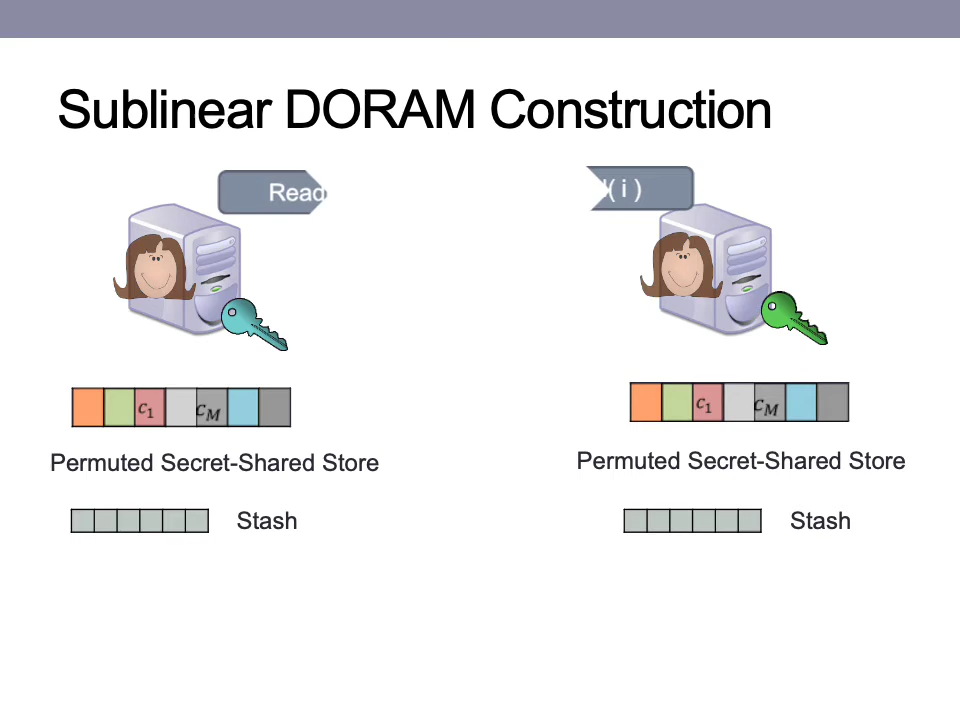 Sublinear DORAM Construction
Read
( i )
c1
cM
c1
cM
Permuted Secret-Shared Store
Permuted Secret-Shared Store
Stash
Stash